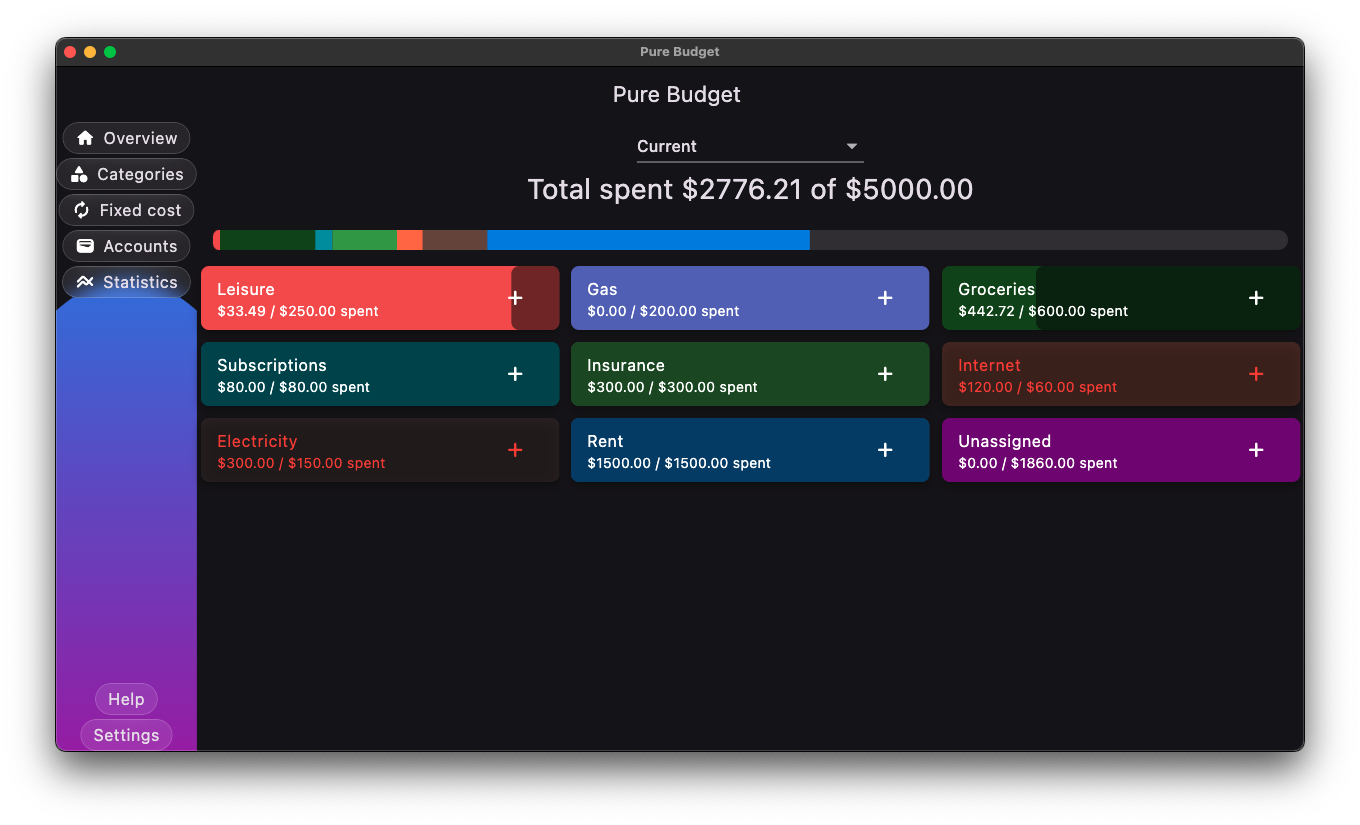 Pure Budget
Pure Budget
Overview
Categories
Fixed cost
Accounts
Statistics
Help
Settings
Current
Total spent $2776.21 of $5000.00
Leisure
$33.49 / $250.00 spent
Gas
$0.00 / $200.00 spent
Groceries
$442.72 / $600.00 spent
Subscriptions
$80.00 / $80.00 spent
Insurance
$300.00 / $300.00 spent
Internet
$120.00 / $60.00 spent
Electricity
$300.00 / $150.00 spent
Rent
$1500.00 / $1500.00 spent
Unassigned
$0.00 / $1860.00 spent